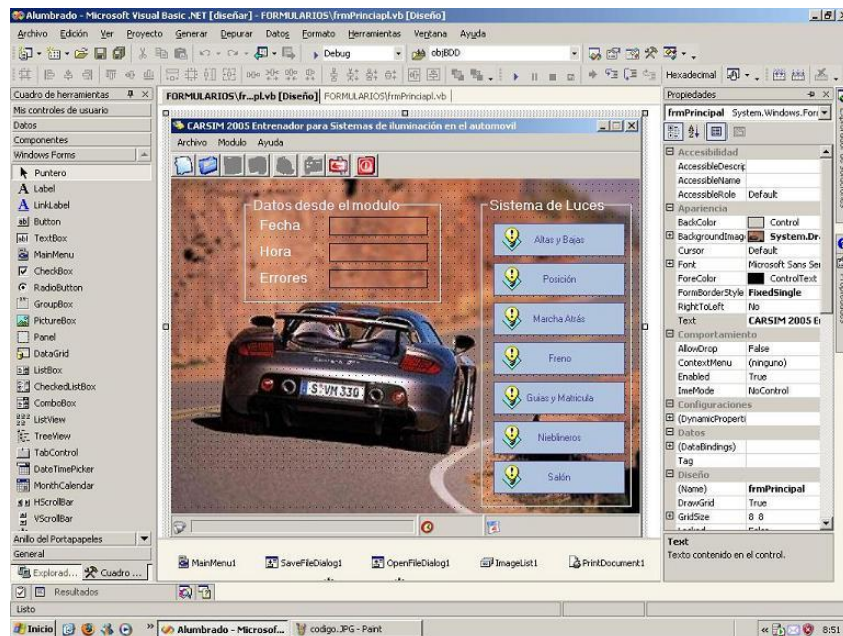 Alumbrado - Microsoft Visual Basic .NET [diseñar] - FORMULARIOS\frmPrinciapl.vb [Diseño]
Archivo Edición Ver Proyecto Generar Depurar Datos Formato Herramientas Ventana Ayuda
Debug objBDD
Hexadecimal
Cuadro de herramientas
Mis controles de usuario
Datos
Componentes
Windows Forms
Puntero
Label
LinkLabel
Button
TextBox
MainMenu
CheckBox
RadioButton
GroupBox
PictureBox
Panel
DataGrid
ListBox
CheckedListBox
ComboBox
ListView
TreeView
TabControl
DateTimePicker
MonthCalendar
HScrollBar
VScrollBar
Anillo del Portapapeles
General
Explorad... Cuadro ...
FORMULARIOS\fr...pl.vb [Diseño] FORMULARIOS\frmPrinciapl.vb
CARSIM 2005 Entrenador para Sistemas de iluminación en el automovil
Archivo Modulo Ayuda
Datos desde el modulo
Fecha
Hora
Errores
Sistema de Luces
Altas y Bajas
Posición
Marcha Atrás
Freno
Guias y Matricula
Nieblineros
Salón
S·VM 330
MainMenu1 SaveFileDialog1 OpenFileDialog1 ImageList1 PrintDocument1
Propiedades
frmPrincipal System.Windows.Forr
Accesibilidad
AccessibleDescrip
AccessibleName
AccessibleRole Default
Apariencia
BackColor Control
BackgroundImag System.Dr
Cursor Default
Font Microsoft Sans Ser
ForeColor ControlText
FormBorderStyle FixedSingle
RightToLeft No
Text CARSIM 2005 E
Comportamiento
AllowDrop False
ContextMenu (ninguno)
Enabled True
ImeMode NoControl
Configuraciones
(DynamicProperti
Datos
(DataBindings)
Tag
Diseño
(Name) frmPrincipal
DrawGrid True
GridSize 8 8
Text
Texto contenido en el control.
Resultados
Listo
Inicio Alumbrado - Microsof... codigo.JPG - Paint 8:51